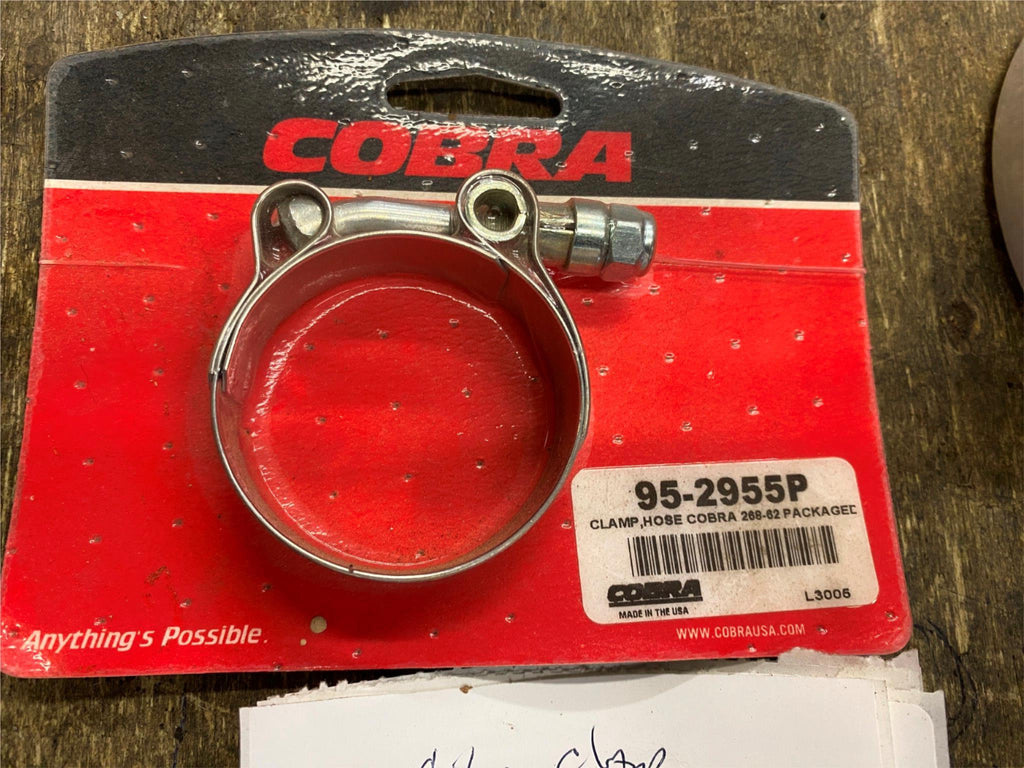 COBRA
95-2955P
CLAMP,HOSE COBRA 268-62 PACKAGED
COBRA
MADE IN THE USA
L3005
Anything's Possible.
WWW.COBRAUSA.COM
clamp